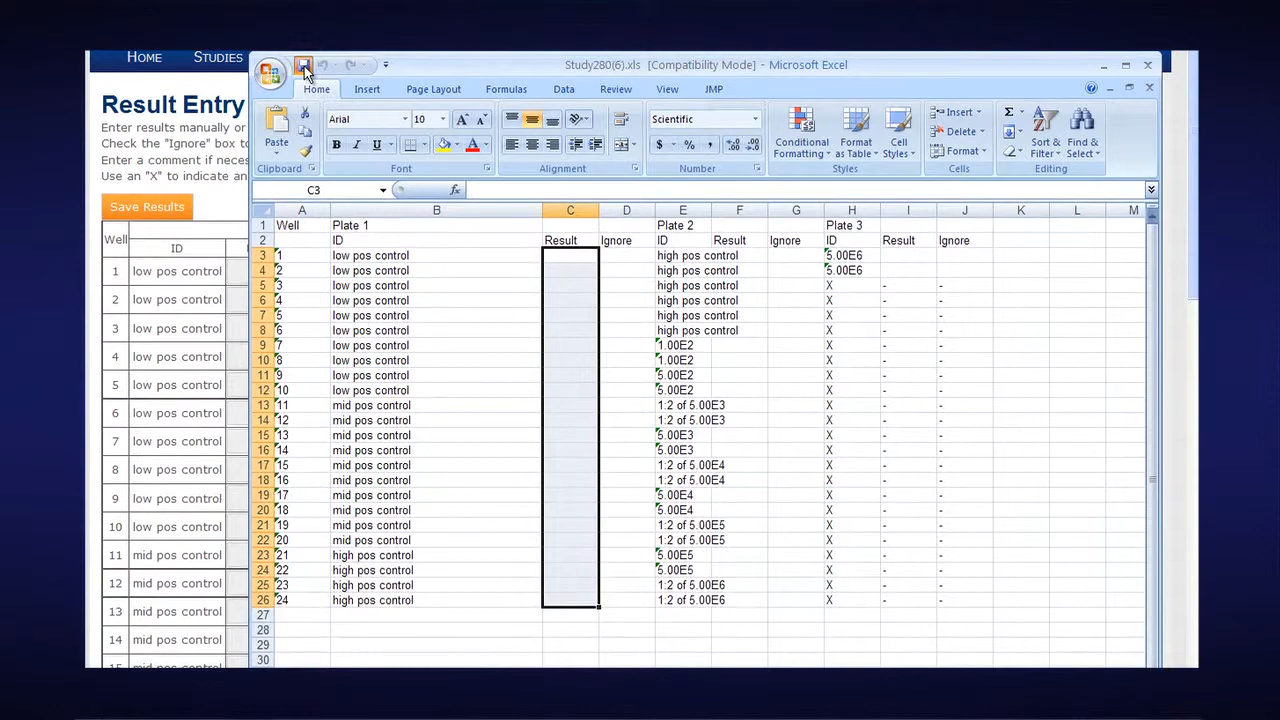 HOME STUDIES
Result Entry
Enter results manually or
Check the "Ignore" box to
Enter a comment if neces
Use an "X" to indicate an
Save Results
Well
ID
1 low pos control
2 low pos control
3 low pos control
4 low pos control
5 low pos control
6 low pos control
7 low pos control
8 low pos control
9 low pos control
10 low pos control
11 mid pos control
12 mid pos control
13 mid pos control
14 mid pos control
15 mid pos control
Study280(6).xls [Compatibility Mode] - Microsoft Excel
Home Insert Page Layout Formulas Data Review View JMP
Paste
Clipboard
Arial 10
B I U
Font
Alignment
Scientific
$ % ,
Number
Conditional Formatting
Format as Table
Cell Styles
Styles
Insert
Delete
Format
Cells
Σ
Sort & Filter
Find & Select
Editing
C3 fx
A B C D E F G H I J K L M
1 Well Plate 1 Plate 2 Plate 3
2 ID Result Ignore ID Result Ignore ID Result Ignore
3 1 low pos control high pos control 5.00E6
4 2 low pos control high pos control 5.00E6
5 3 low pos control high pos control X - -
6 4 low pos control high pos control X - -
7 5 low pos control high pos control X - -
8 6 low pos control high pos control X - -
9 7 low pos control 1.00E2 X - -
10 8 low pos control 1.00E2 X - -
11 9 low pos control 5.00E2 X - -
12 10 low pos control 5.00E2 X - -
13 11 mid pos control 1:2 of 5.00E3 X - -
14 12 mid pos control 1:2 of 5.00E3 X - -
15 13 mid pos control 5.00E3 X - -
16 14 mid pos control 5.00E3 X - -
17 15 mid pos control 1:2 of 5.00E4 X - -
18 16 mid pos control 1:2 of 5.00E4 X - -
19 17 mid pos control 5.00E4 X - -
20 18 mid pos control 5.00E4 X - -
21 19 mid pos control 1:2 of 5.00E5 X - -
22 20 mid pos control 1:2 of 5.00E5 X - -
23 21 high pos control 5.00E5 X - -
24 22 high pos control 5.00E5 X - -
25 23 high pos control 1:2 of 5.00E6 X - -
26 24 high pos control 1:2 of 5.00E6 X - -
27
28
29
30